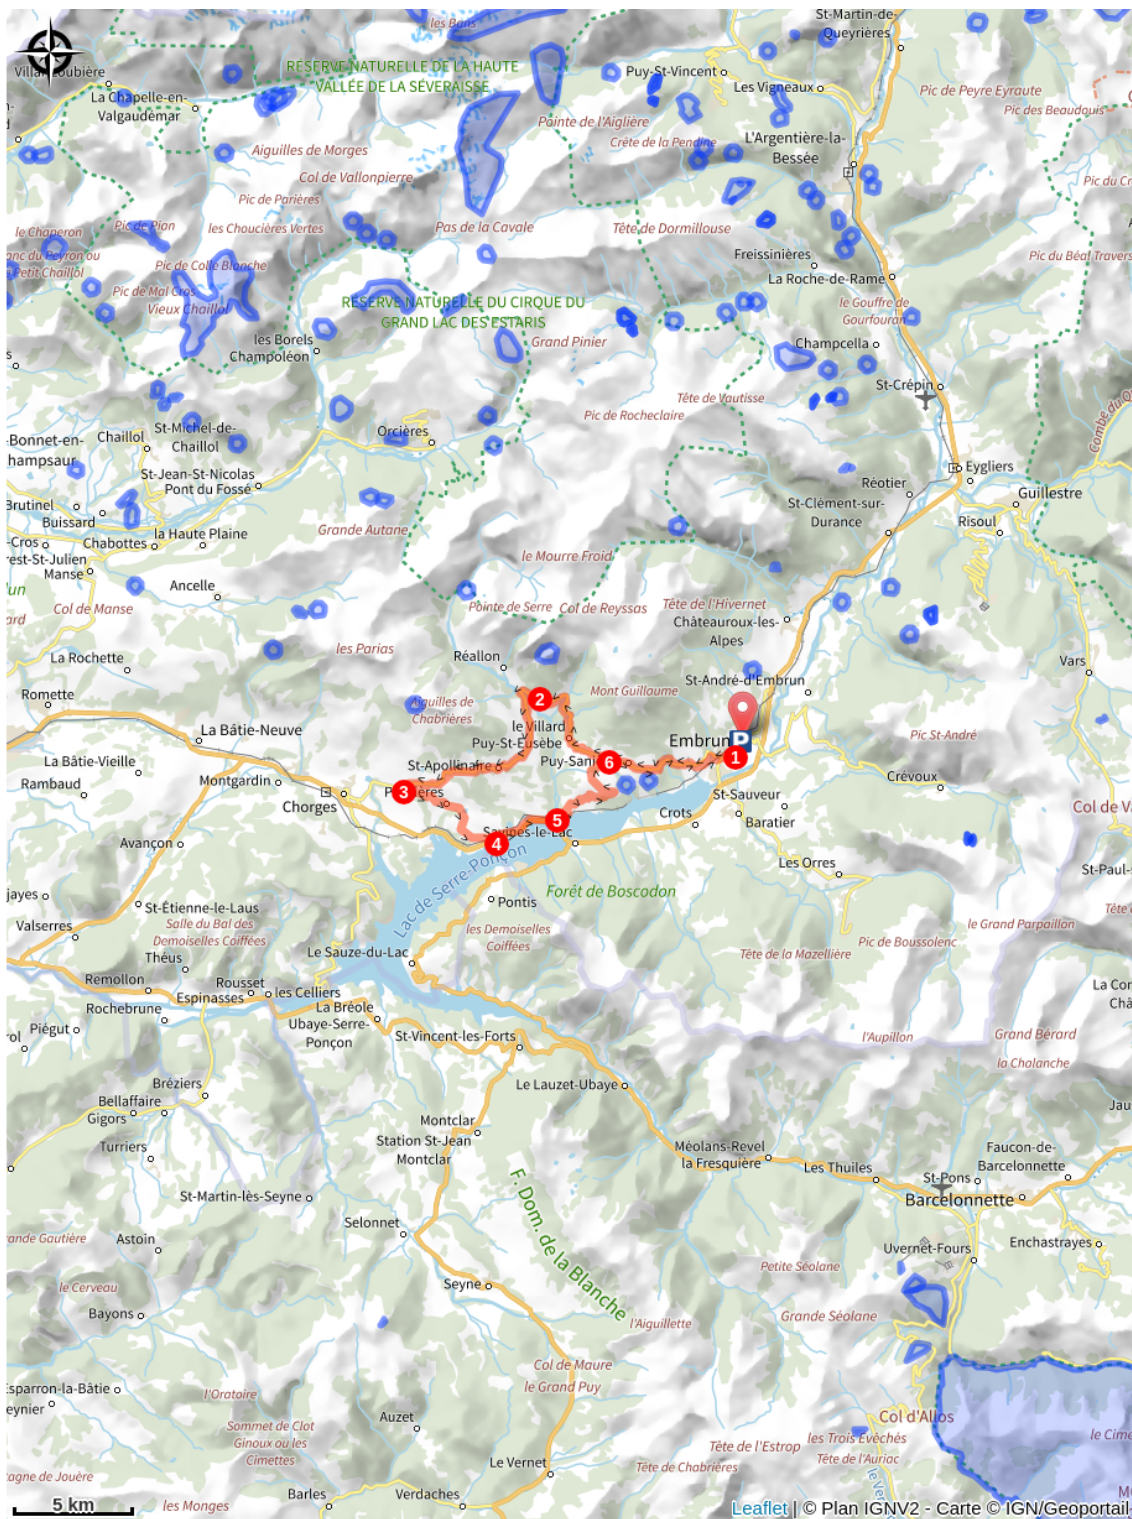 les Bans
St-Martin-de-
Queyrières
Puy-St-Vincent
RÉSERVE NATURELLE DE LA HAUTE
VALLÉE DE LA SÉVERAISSE
Les Vigneaux
Pic de Peyre Eyraute
La Chapelle-en-
Valgaudémar
Pic des Beaudouis
Pointe de l'Aiglière
Crête de la Pendine
L'Argentière-la-
Bessée
Aiguilles de Morges
Col de Vallonpierre
Pic de Parières
Pic de Pian
les Choucières Vertes
Pas de la Cavale
Tête de Dormillouse
le Chaperon
Petit Chaillol
Pic de Colle Blanche
Freissinières
Pic du Béal Travers
La Roche-de-Rame
Pic de Mal Cros
Vieux Chaillol
RÉSERVE NATURELLE DU CIRQUE DU
GRAND LAC DES ESTARIS
le Gouffre de
Gourfouran
les Borels
Champoléon
Grand Pinier
Champcella
St-Crépin
Tête de Vautisse
Pic de Rocheclaire
Combe du
Chaillol
St-Michel-de-
Chaillol
Orcières
-Bonnet-en-
hampsaur
St-Jean-St-Nicolas
Pont du Fossé
Eygliers
Réotier
Guillestre
St-Clément-sur-
Durance
Risoul
Brutinel
Buissard
-Cros
Chabottes
la Haute Plaine
Grande Autane
rest-St-Julien
Manse
le Mourre Froid
Ancelle
Col de Manse
Pointe de Serre
Col de Reyssas
Tête de l'Hivernet
Châteauroux-les-
Alpes
les Parias
La Rochette
Réallon
Vars
St-André-d'Embrun
Romette
Aiguilles de
Chabrières
2
Mont Guillaume
La Bâtie-Neuve
le Villard
Puy-St-Eusèbe
Embrun
P
1
Pic St-André
La Bâtie-Vieille
St-Apollinaire
Puy-Sani
6
Rambaud
Montgardin
Chorges
3
Crévoux
St-Sauveur
Crots
Baratier
5
Savines-le-Lac
4
Avançon
Les Orres
Lac de Serre-Ponçon
Forêt de Boscodon
Pontis
jayes
St-Étienne-le-Laus
Valserres
Salle du Bal des
Demoiselles Coiffées
les Demoiselles
Coiffées
le Grand Parpaillon
Pic de Boussolenc
Théus
Le Sauze-du-Lac
Tête de la Mazelière
Remollon
Rousset
Espinasses
les Celliers
Rochebrune
La Bréole
Ubaye-Serre-
Ponçon
Piégut
St-Vincent-les-Forts
l'Aupillon
Grand Bérard
la Cholanche
Bréziers
Le Lauzet-Ubaye
Bellaffaire
Gigors
Montclar
Station St-Jean
Montclar
Turriers
Méolans-Revel
la Fresquière
Les Thuiles
Faucon-de-
Barcelonnette
St-Pons
Barcelonnette
St-Martin-lès-Seyne
F. Dom. de la Blanche
Selonnet
Astoin
Uvernet-Fours
Enchastrayes
Petite Séolane
le Cerveau
Seyne
Bayons
Grande Séolane
l'Aiguillette
Col de Maure
le Grand Puy
Esparron-la-Bâtie
l'Oratoire
Auzet
Col d'Allos
Sommet de Clot
Ginoux ou les
Cimettes
Tête de l'Estrop
les Trois Évêchés
Tête de l'Auriac
Le Vernet
Tête de Chabrières
5 km
les Monges
Barles
Verdaches
Leaflet | © Plan IGNV2 - Carte © IGN/Geoportail